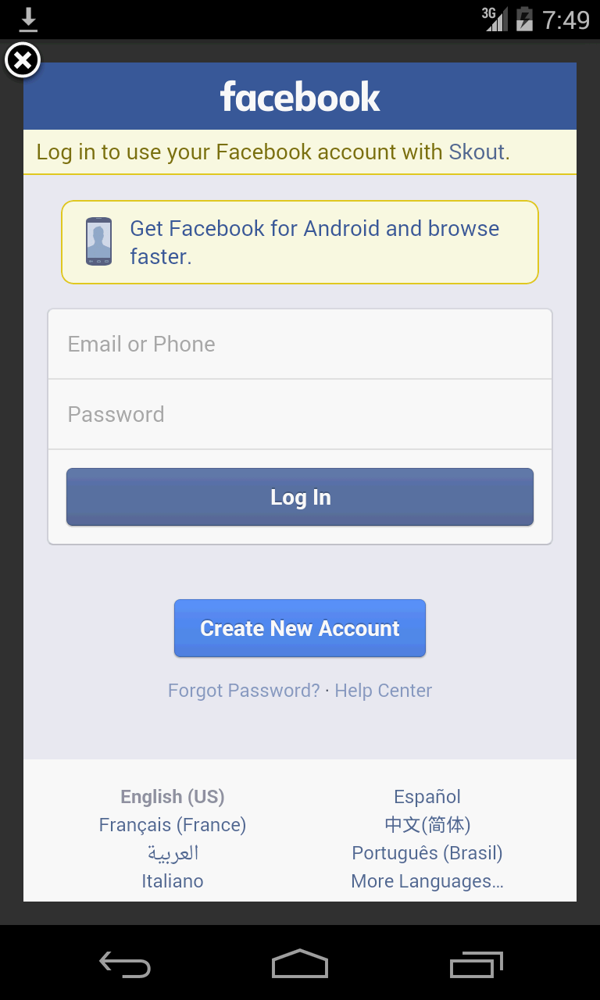 3G 7:49
facebook
Log in to use your Facebook account with Skout.
Get Facebook for Android and browse
faster.
Email or Phone
Password
Log In
Create New Account
Forgot Password? · Help Center
English (US) Español
Français (France) 中文(简体)
العربية Português (Brasil)
Italiano More Languages...